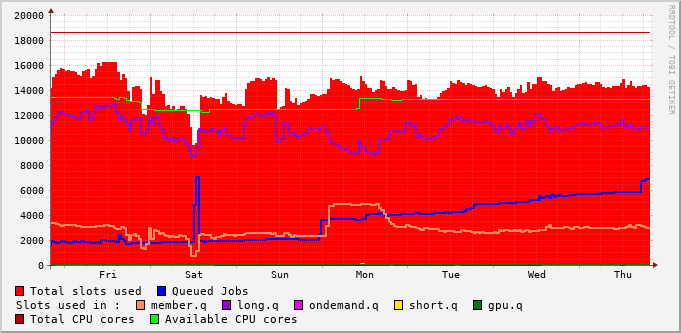 20000
18000
16000
14000
12000
10000
8000
6000
4000
2000
0
Fri Sat Sun Mon Tue Wed Thu
Total slots used Queued Jobs
Slots used in : member.q long.q ondemand.q short.q gpu.q
Total CPU cores Available CPU cores
RRDTOOL / TOBI OETIKER